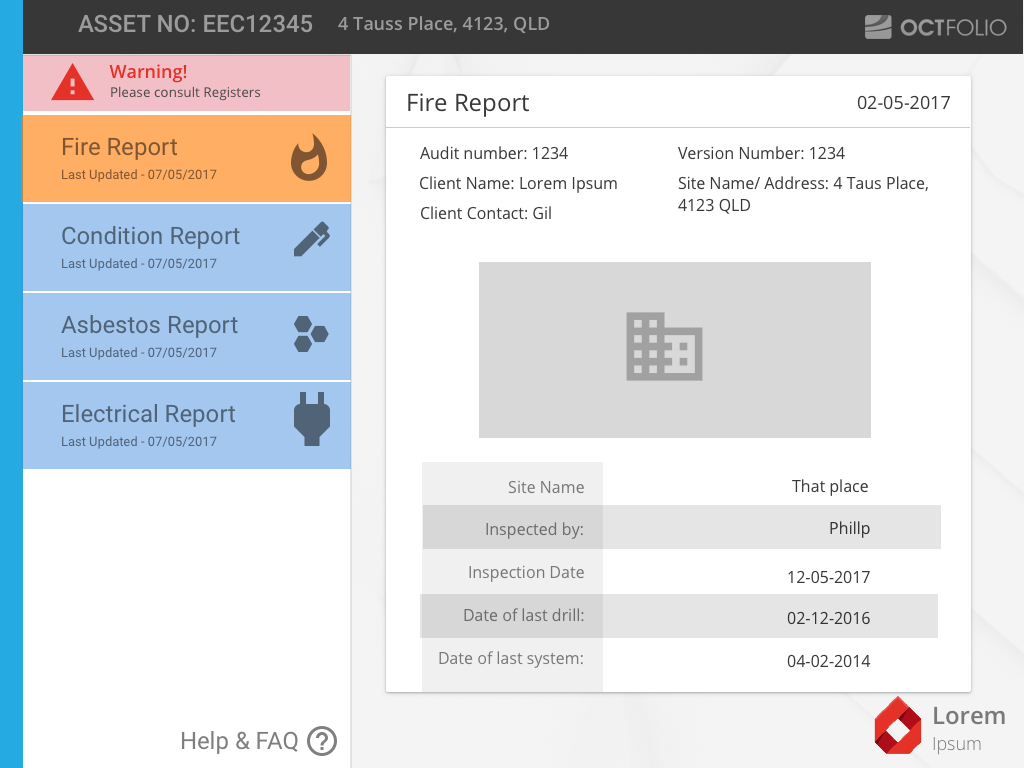 ASSET NO: EEC12345
4 Tauss Place, 4123, QLD
OCTFOLIO
Warning!
Please consult Registers
Fire Report
Last Updated - 07/05/2017
Condition Report
Last Updated - 07/05/2017
Asbestos Report
Last Updated - 07/05/2017
Electrical Report
Last Updated - 07/05/2017
Help & FAQ ?
Fire Report
02-05-2017
Audit number: 1234
Client Name: Lorem Ipsum
Client Contact: Gil
Version Number: 1234
Site Name/ Address: 4 Taus Place,
4123 QLD
Site Name That place
Inspected by: Phillp
Inspection Date 12-05-2017
Date of last drill: 02-12-2016
Date of last system: 04-02-2014
Lorem
Ipsum